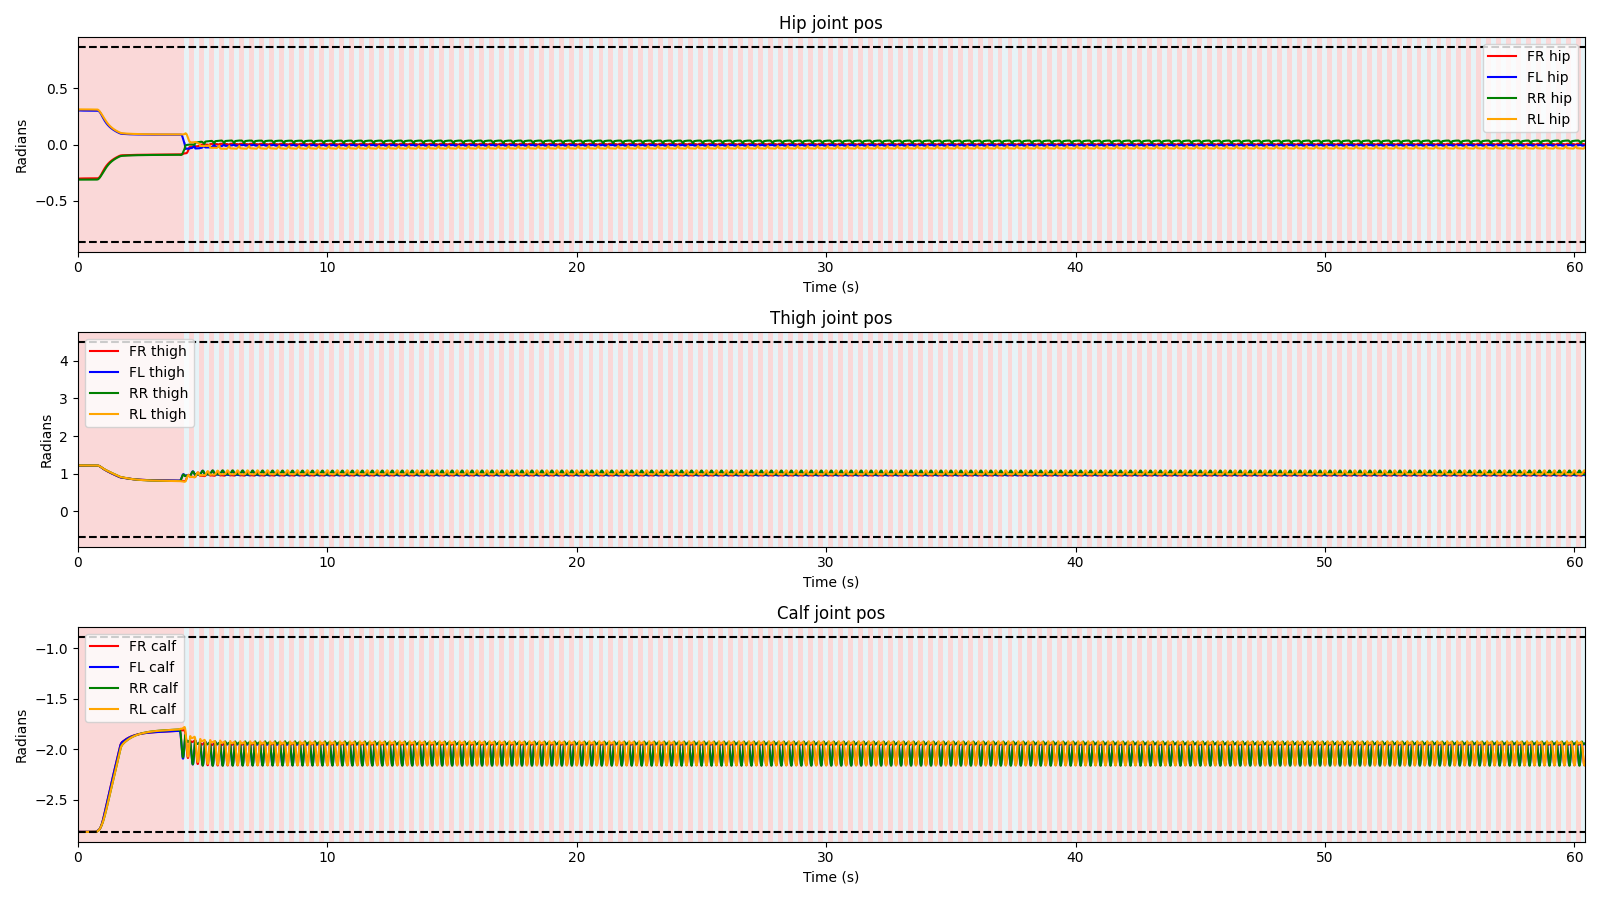 Hip joint pos
Radians
0.5
0.0
−0.5
FR hip
FL hip
RR hip
RL hip
0 10 20 30 40 50 60
Time (s)
Thigh joint pos
Radians
4
3
2
1
0
FR thigh
FL thigh
RR thigh
RL thigh
0 10 20 30 40 50 60
Time (s)
Calf joint pos
Radians
−1.0
−1.5
−2.0
−2.5
FR calf
FL calf
RR calf
RL calf
0 10 20 30 40 50 60
Time (s)